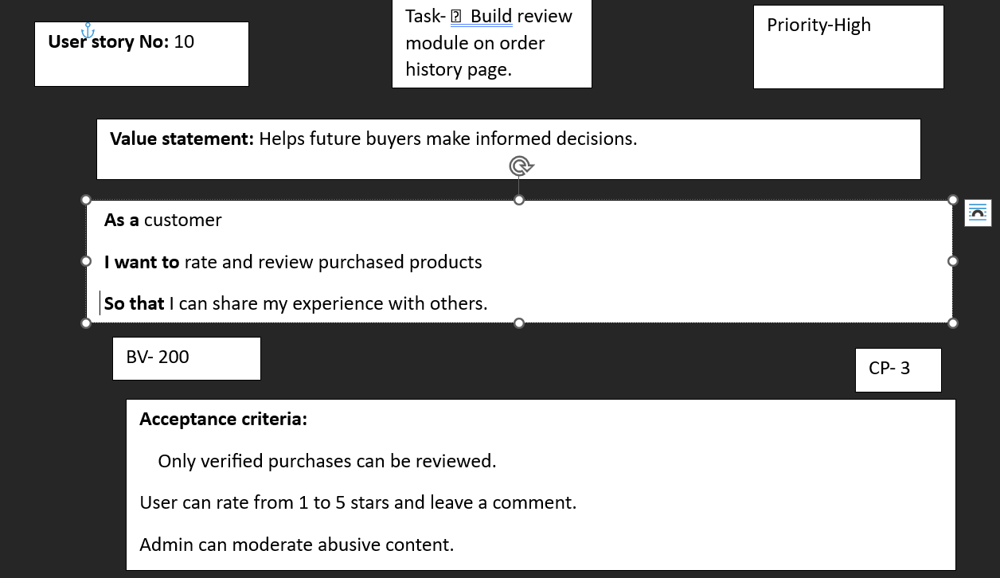 User story No: 10
Task- Build review
module on order
history page.
Priority-High
Value statement: Helps future buyers make informed decisions.
As a customer
I want to rate and review purchased products
So that I can share my experience with others.
BV- 200
CP- 3
Acceptance criteria:
Only verified purchases can be reviewed.
User can rate from 1 to 5 stars and leave a comment.
Admin can moderate abusive content.